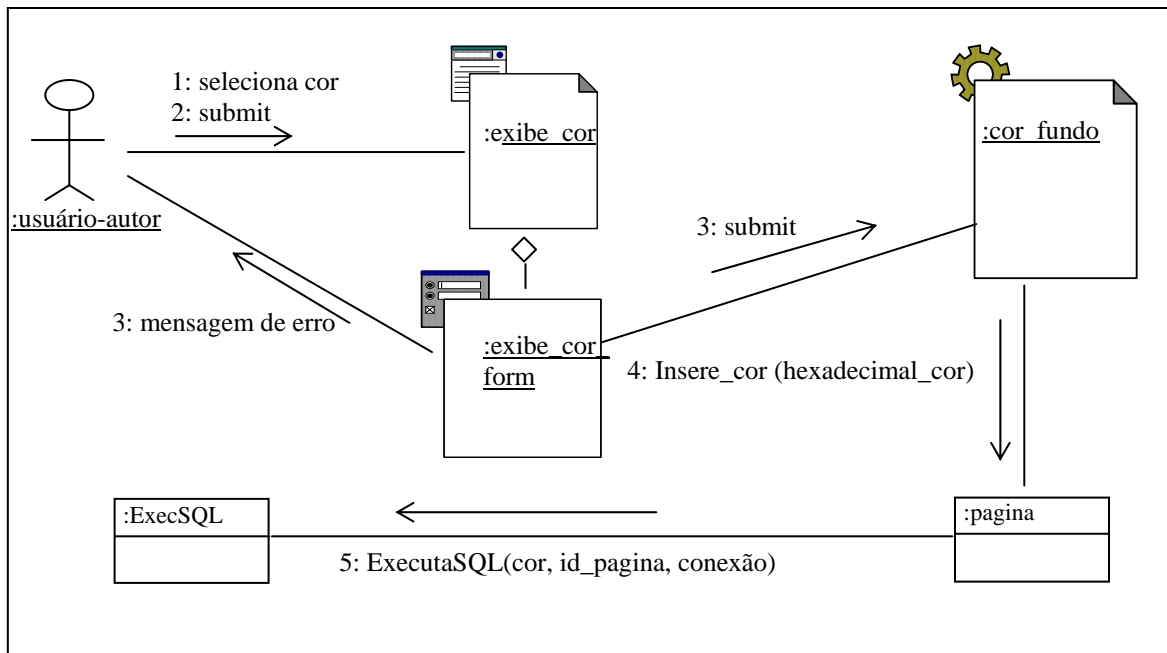 1: seleciona cor
2: submit
:exibe_cor
:cor_fundo
:usuário-autor
3: submit
3: mensagem de erro
:exibe_cor_
form
4: Insere_cor (hexadecimal_cor)
:ExecSQL
:pagina
5: ExecutaSQL(cor, id_pagina, conexão)